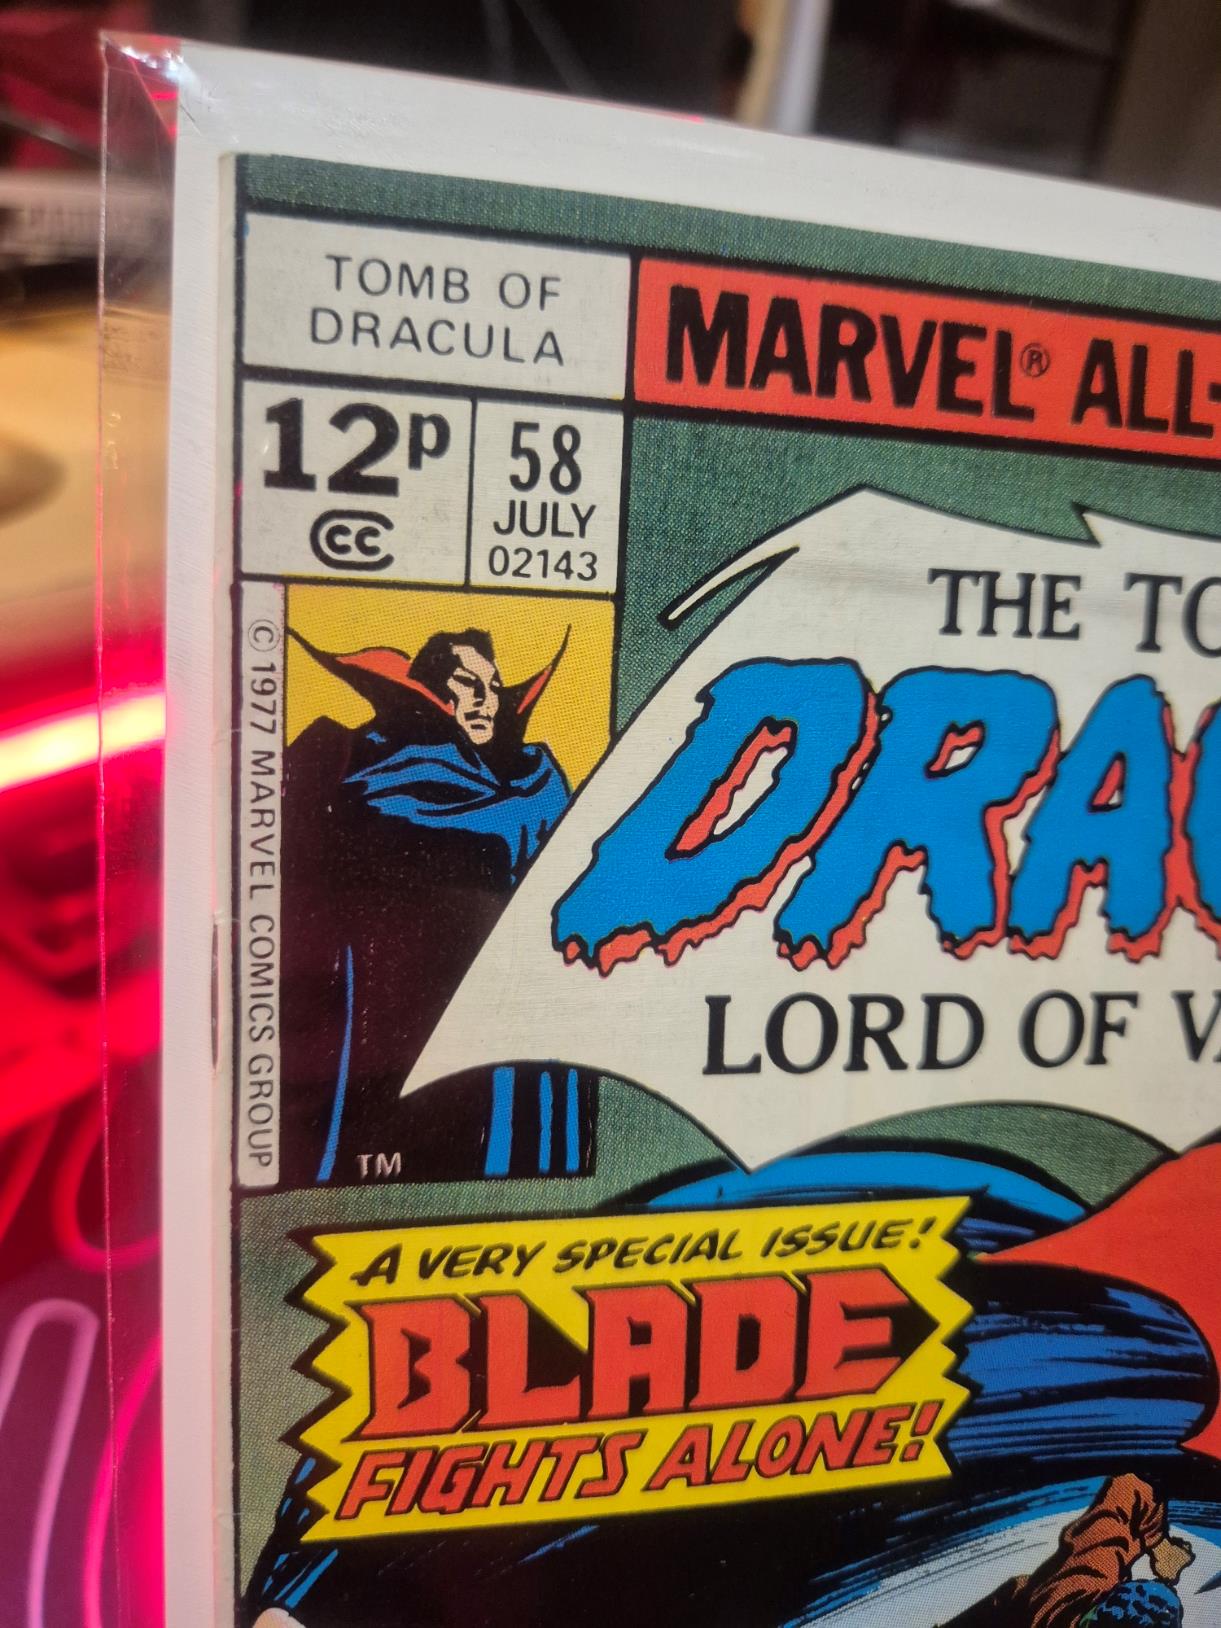 TOMB OF
DRACULA
12p
CC
58
JULY
02143
MARVEL® ALL-
© 1977 MARVEL COMICS GROUP
THE TO
DRAC
LORD OF VA
TM
A VERY SPECIAL ISSUE!
BLADE
FIGHTS ALONE!